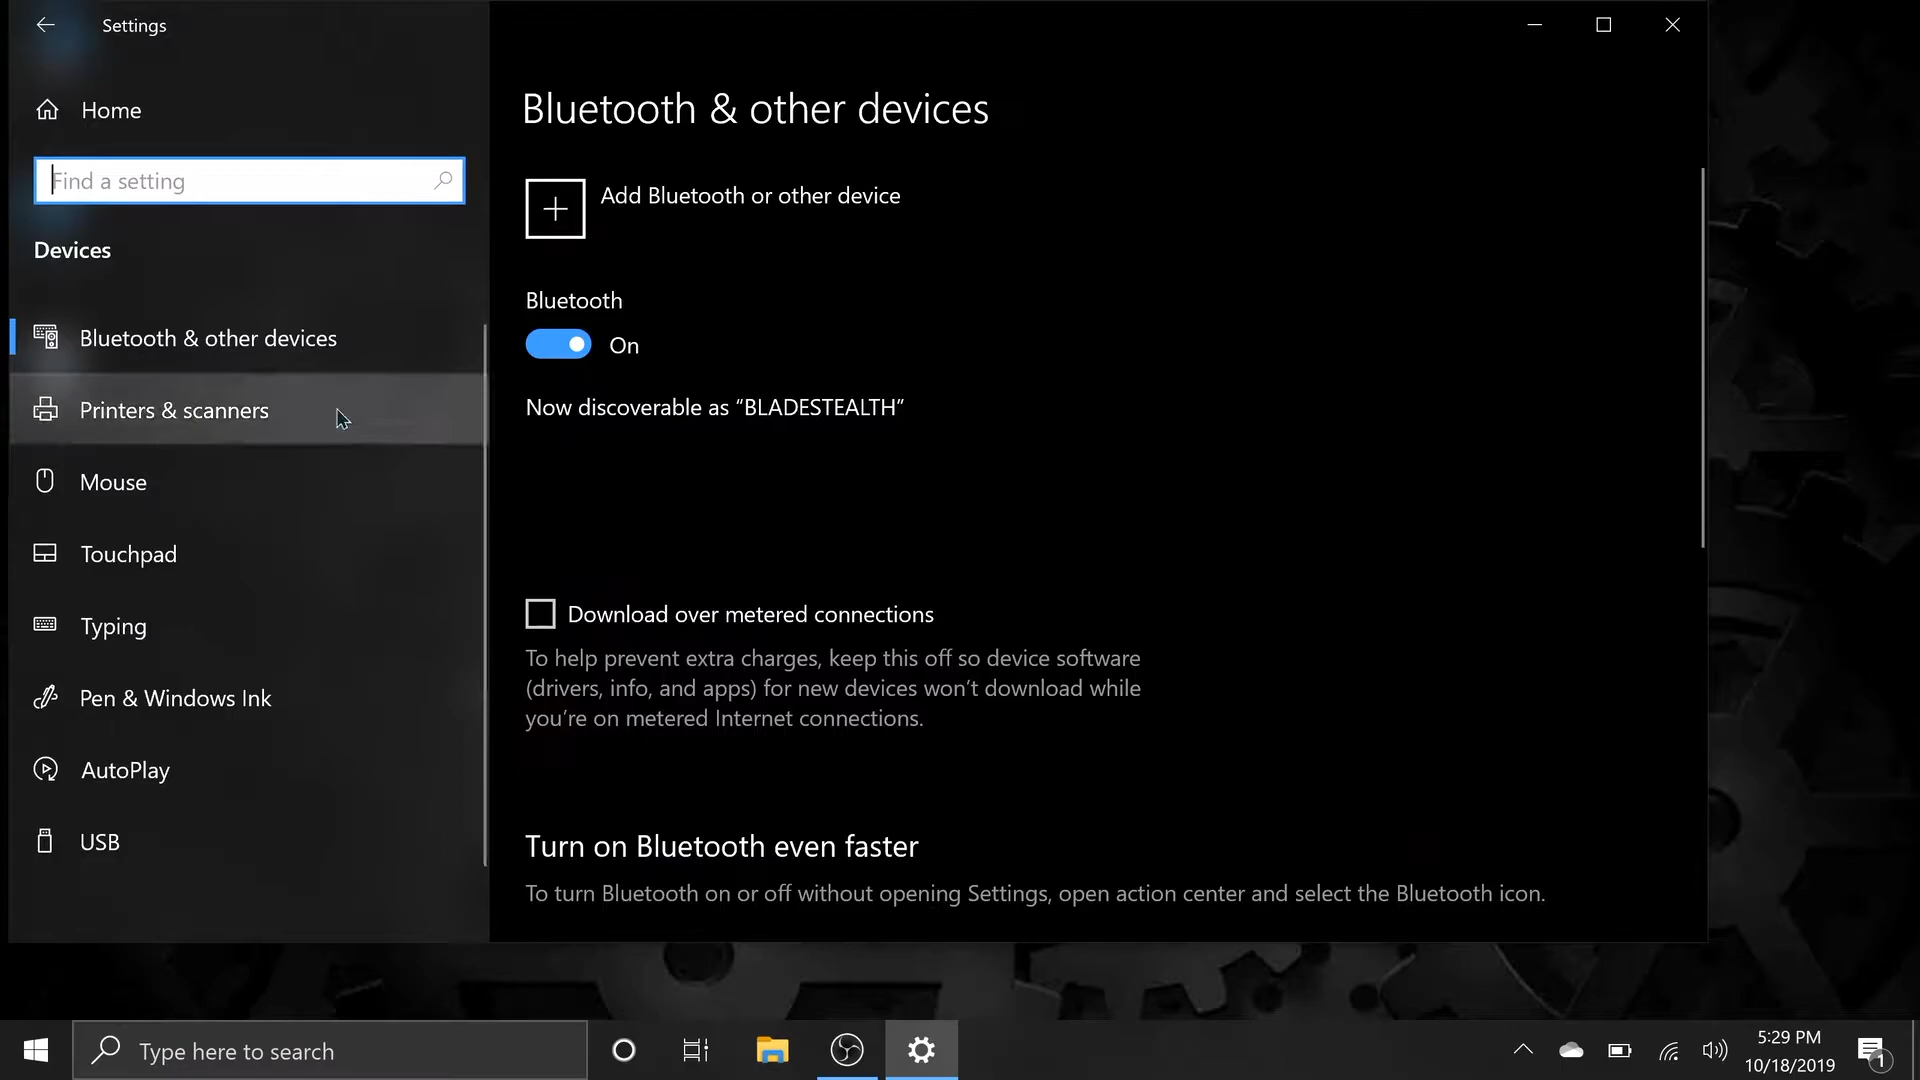 Settings
Home
Find a setting
Devices
Bluetooth & other devices
Printers & scanners
Mouse
Touchpad
Typing
Pen & Windows Ink
AutoPlay
USB
Bluetooth & other devices
Add Bluetooth or other device
Bluetooth
On
Now discoverable as “BLADESTEALTH”
Download over metered connections
To help prevent extra charges, keep this off so device software
(drivers, info, and apps) for new devices won’t download while
you’re on metered Internet connections.
Turn on Bluetooth even faster
To turn Bluetooth on or off without opening Settings, open action center and select the Bluetooth icon.
Type here to search
5:29 PM
10/18/2019
1